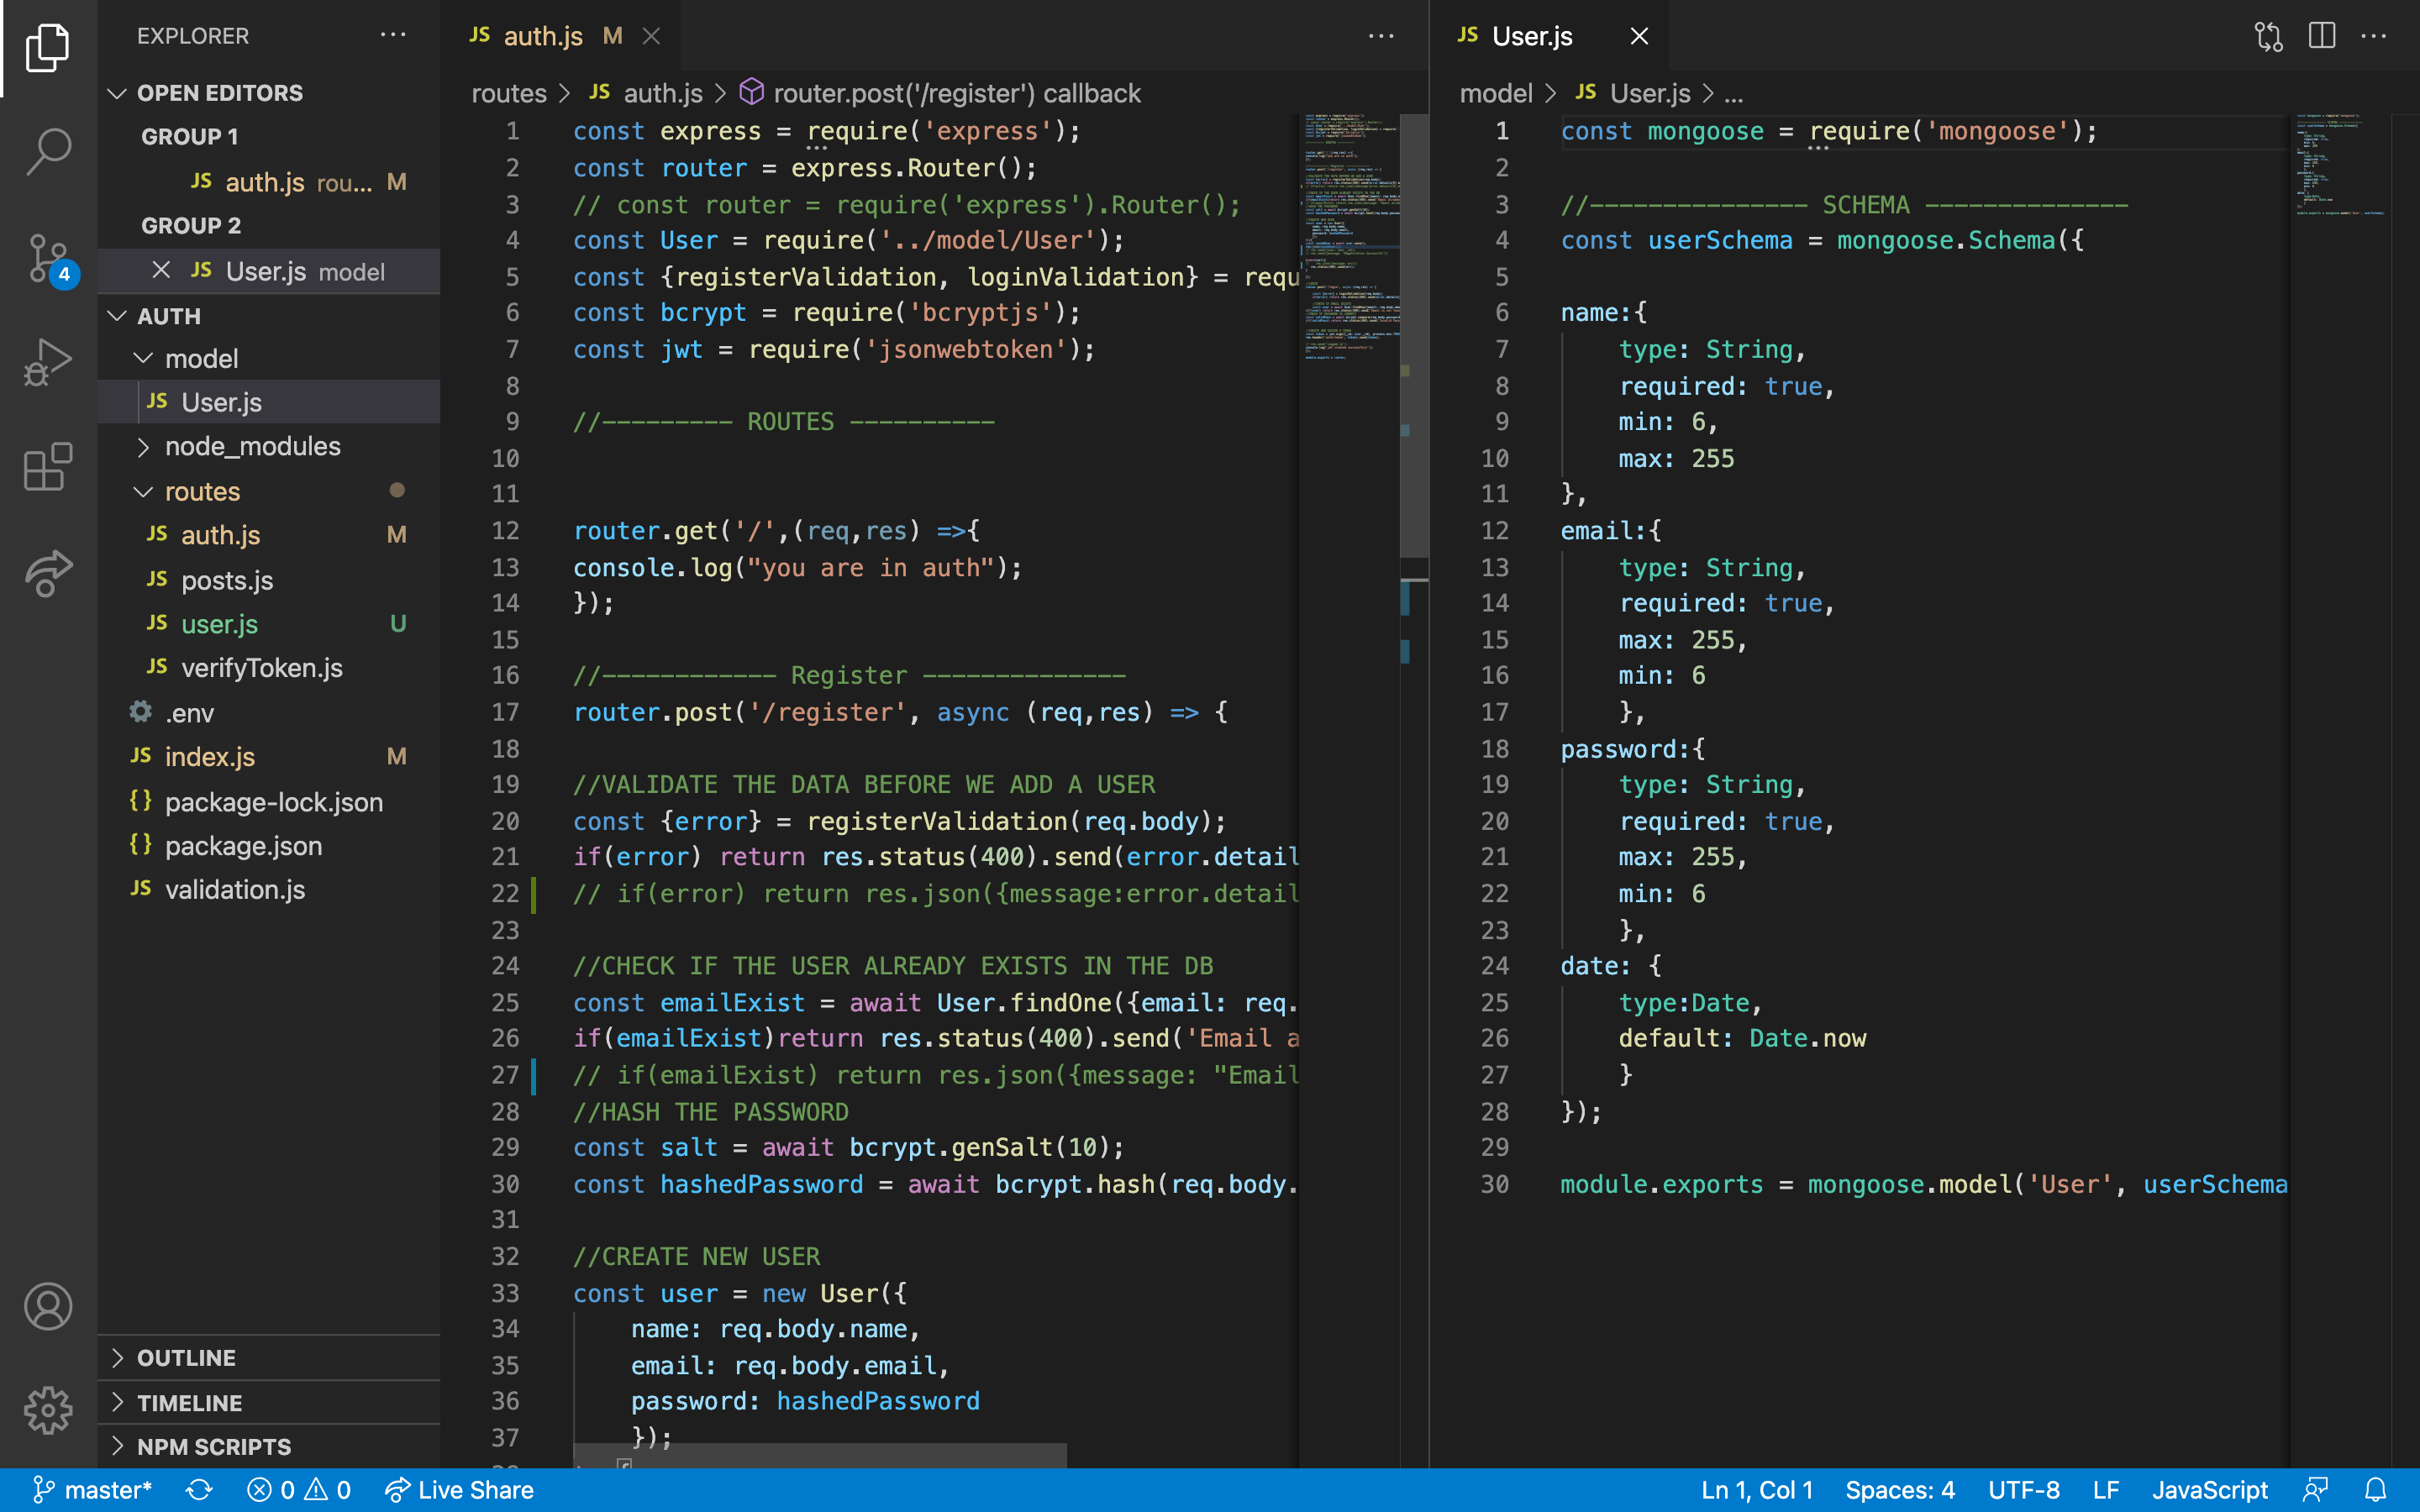 EXPLORER
OPEN EDITORS
GROUP 1
JS auth.js rou... M
GROUP 2
JS User.js model
AUTH
model
JS User.js
node_modules
routes
JS auth.js M
JS posts.js
JS user.js U
JS verifyToken.js
.env
JS index.js M
{} package-lock.json
{} package.json
JS validation.js
OUTLINE
TIMELINE
NPM SCRIPTS
4
JS auth.js M
routes > JS auth.js > router.post('/register') callback
1 const express = require('express');
2 const router = express.Router();
3 // const router = require('express').Router();
4 const User = require('../model/User');
5 const {registerValidation, loginValidation} = requ
6 const bcrypt = require('bcryptjs');
7 const jwt = require('jsonwebtoken');
8
9 //--------- ROUTES ----------
10
11
12 router.get('/',(req,res) =>{
13 console.log("you are in auth");
14 });
15
16 //------------ Register --------------
17 router.post('/register', async (req,res) => {
18
19 //VALIDATE THE DATA BEFORE WE ADD A USER
20 const {error} = registerValidation(req.body);
21 if(error) return res.status(400).send(error.detail
22 // if(error) return res.json({message:error.detail
23
24 //CHECK IF THE USER ALREADY EXISTS IN THE DB
25 const emailExist = await User.findOne({email: req.
26 if(emailExist)return res.status(400).send('Email a
27 // if(emailExist) return res.json({message: "Email
28 //HASH THE PASSWORD
29 const salt = await bcrypt.genSalt(10);
30 const hashedPassword = await bcrypt.hash(req.body.
31
32 //CREATE NEW USER
33 const user = new User({
34 name: req.body.name,
35 email: req.body.email,
36 password: hashedPassword
37 });
JS User.js
model > JS User.js > ...
1 const mongoose = require('mongoose');
2
3 //--------------- SCHEMA --------------
4 const userSchema = mongoose.Schema({
5
6 name:{
7 type: String,
8 required: true,
9 min: 6,
10 max: 255
11 },
12 email:{
13 type: String,
14 required: true,
15 max: 255,
16 min: 6
17 },
18 password:{
19 type: String,
20 required: true,
21 max: 255,
22 min: 6
23 },
24 date: {
25 type:Date,
26 default: Date.now
27 }
28 });
29
30 module.exports = mongoose.model('User', userSchema
master* 0 0 Live Share
Ln 1, Col 1 Spaces: 4 UTF-8 LF JavaScript